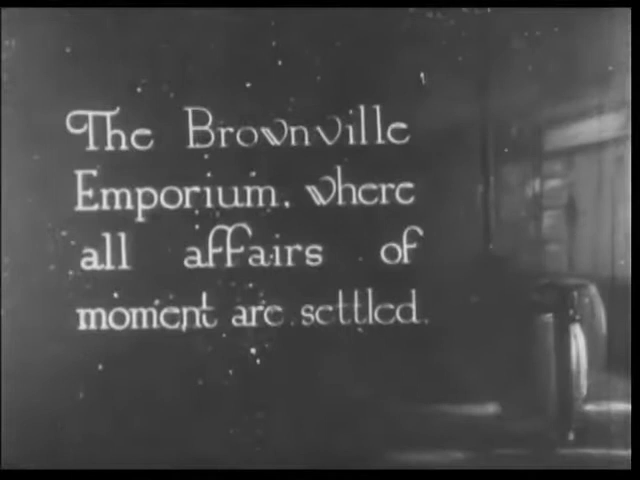 The Brownville
Emporium, where
all affairs of
moment are settled.